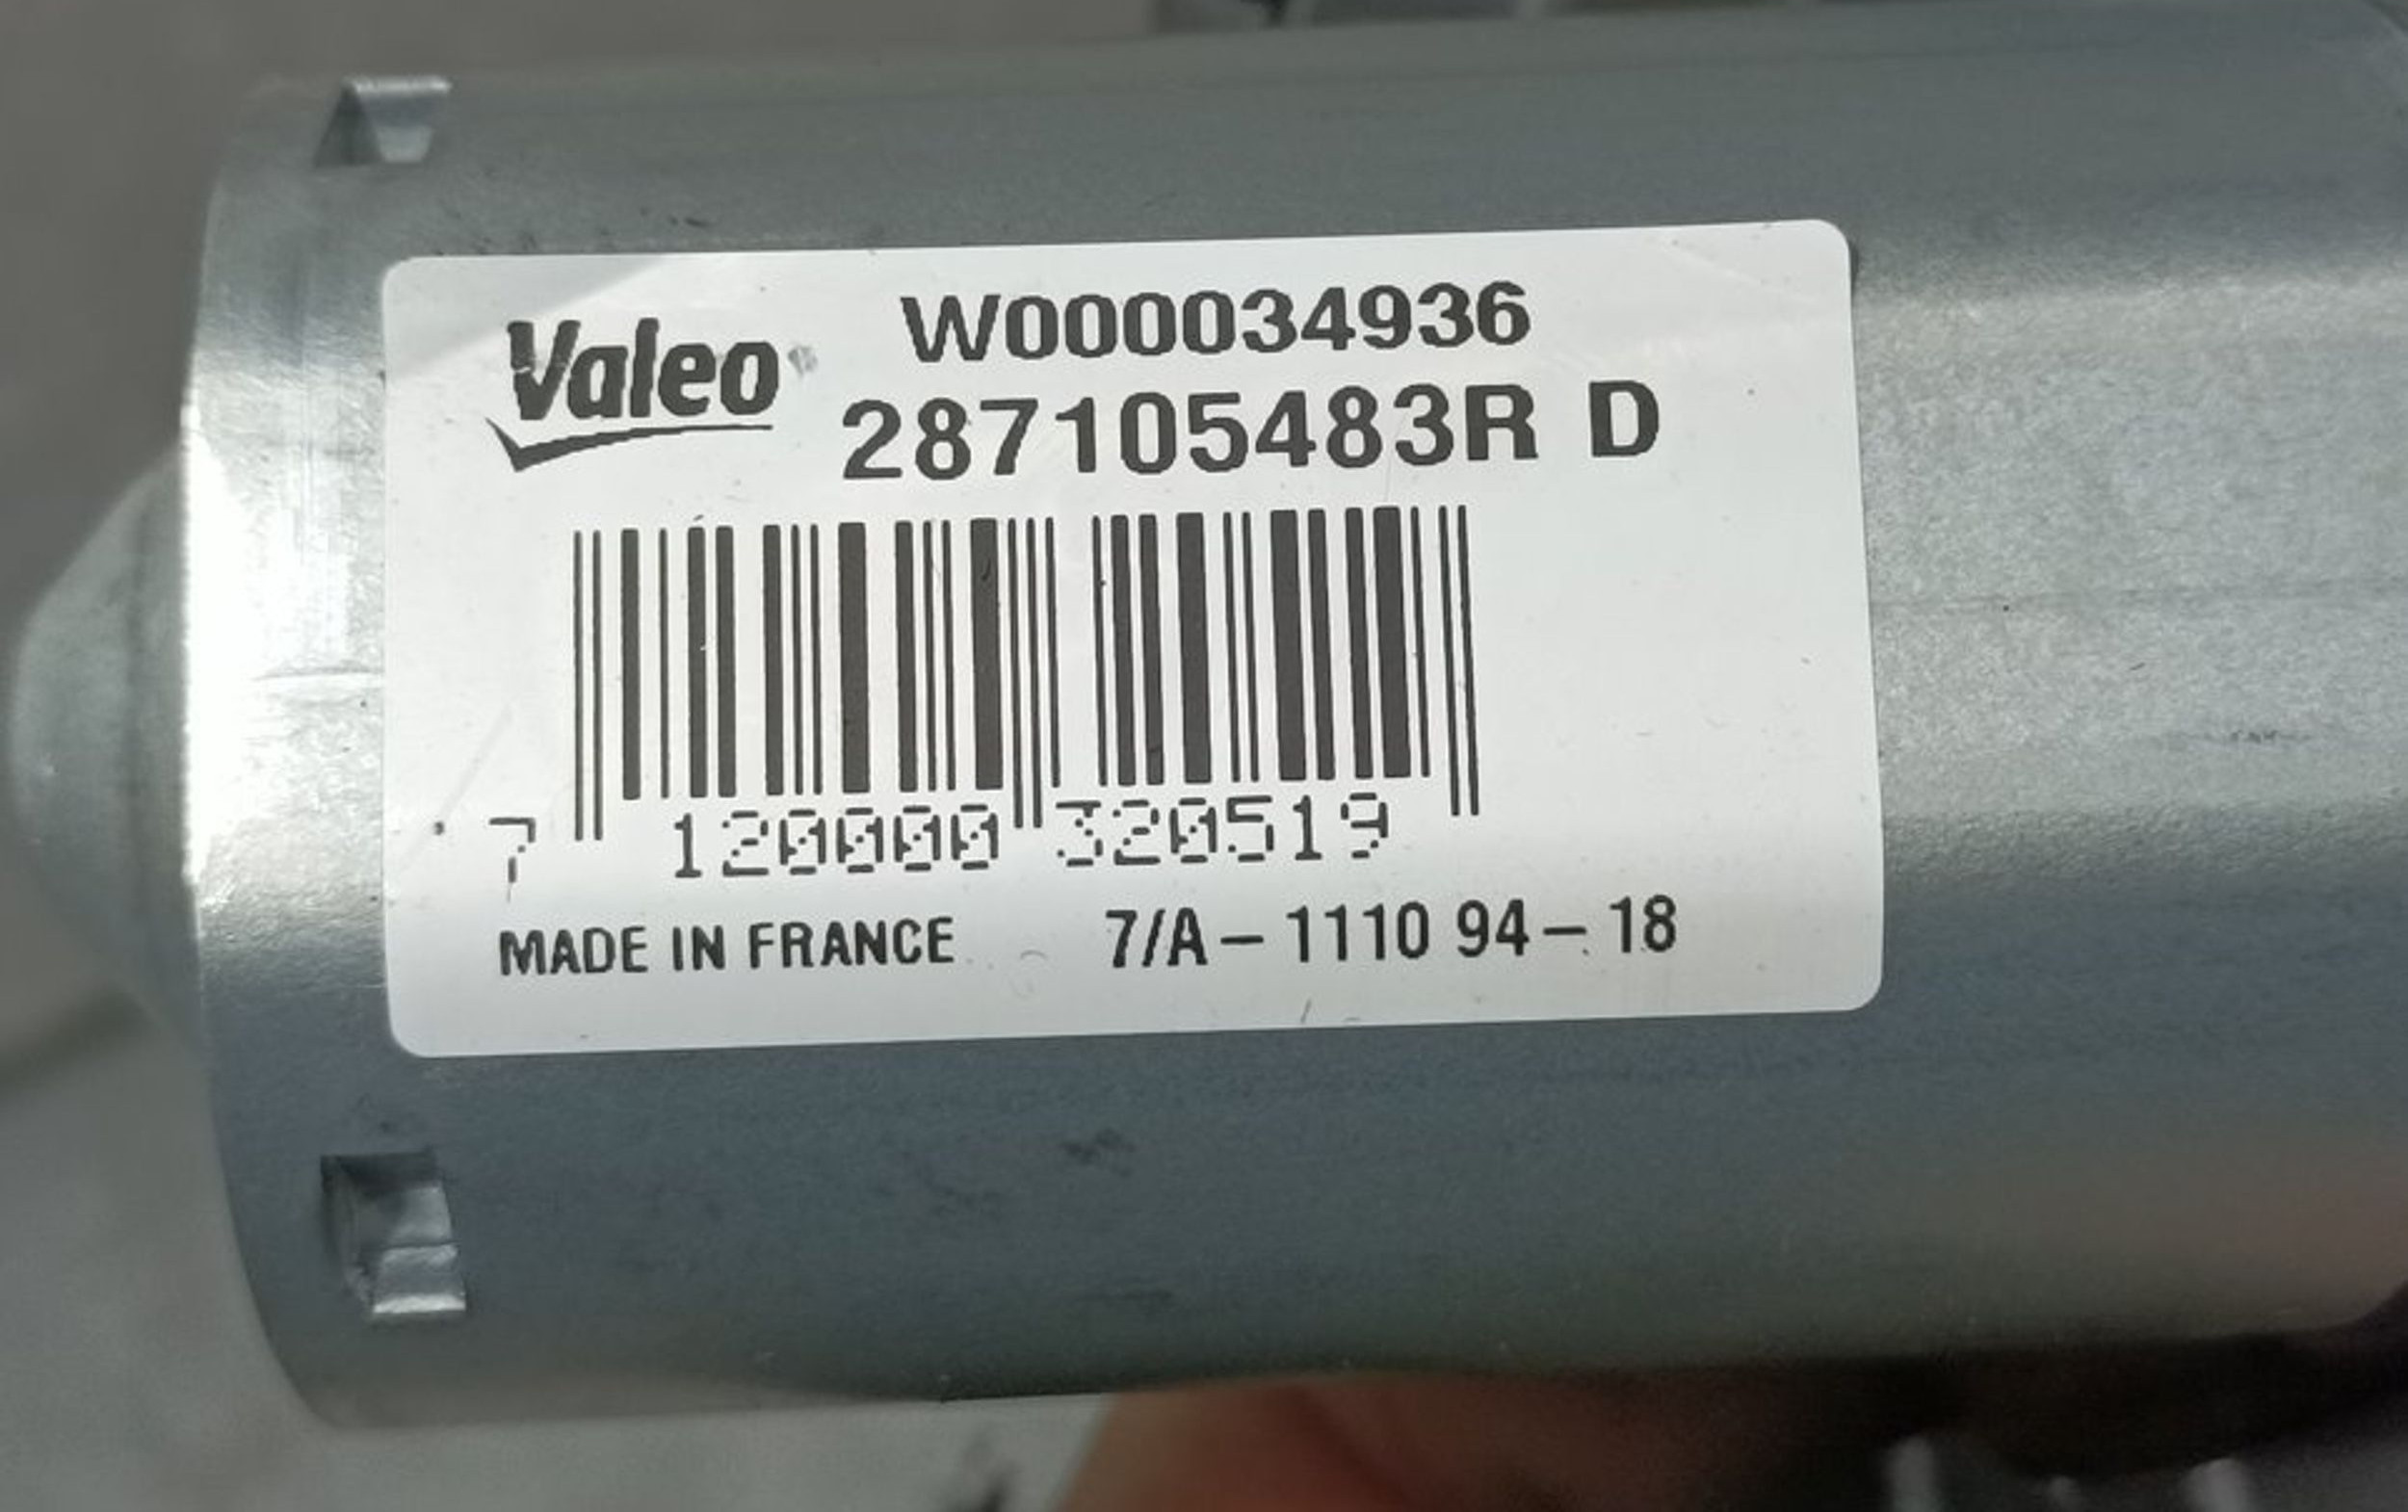 Valeo W000034936
287105483R D
7 120000 320519
MADE IN FRANCE 7/A-1110 94-18